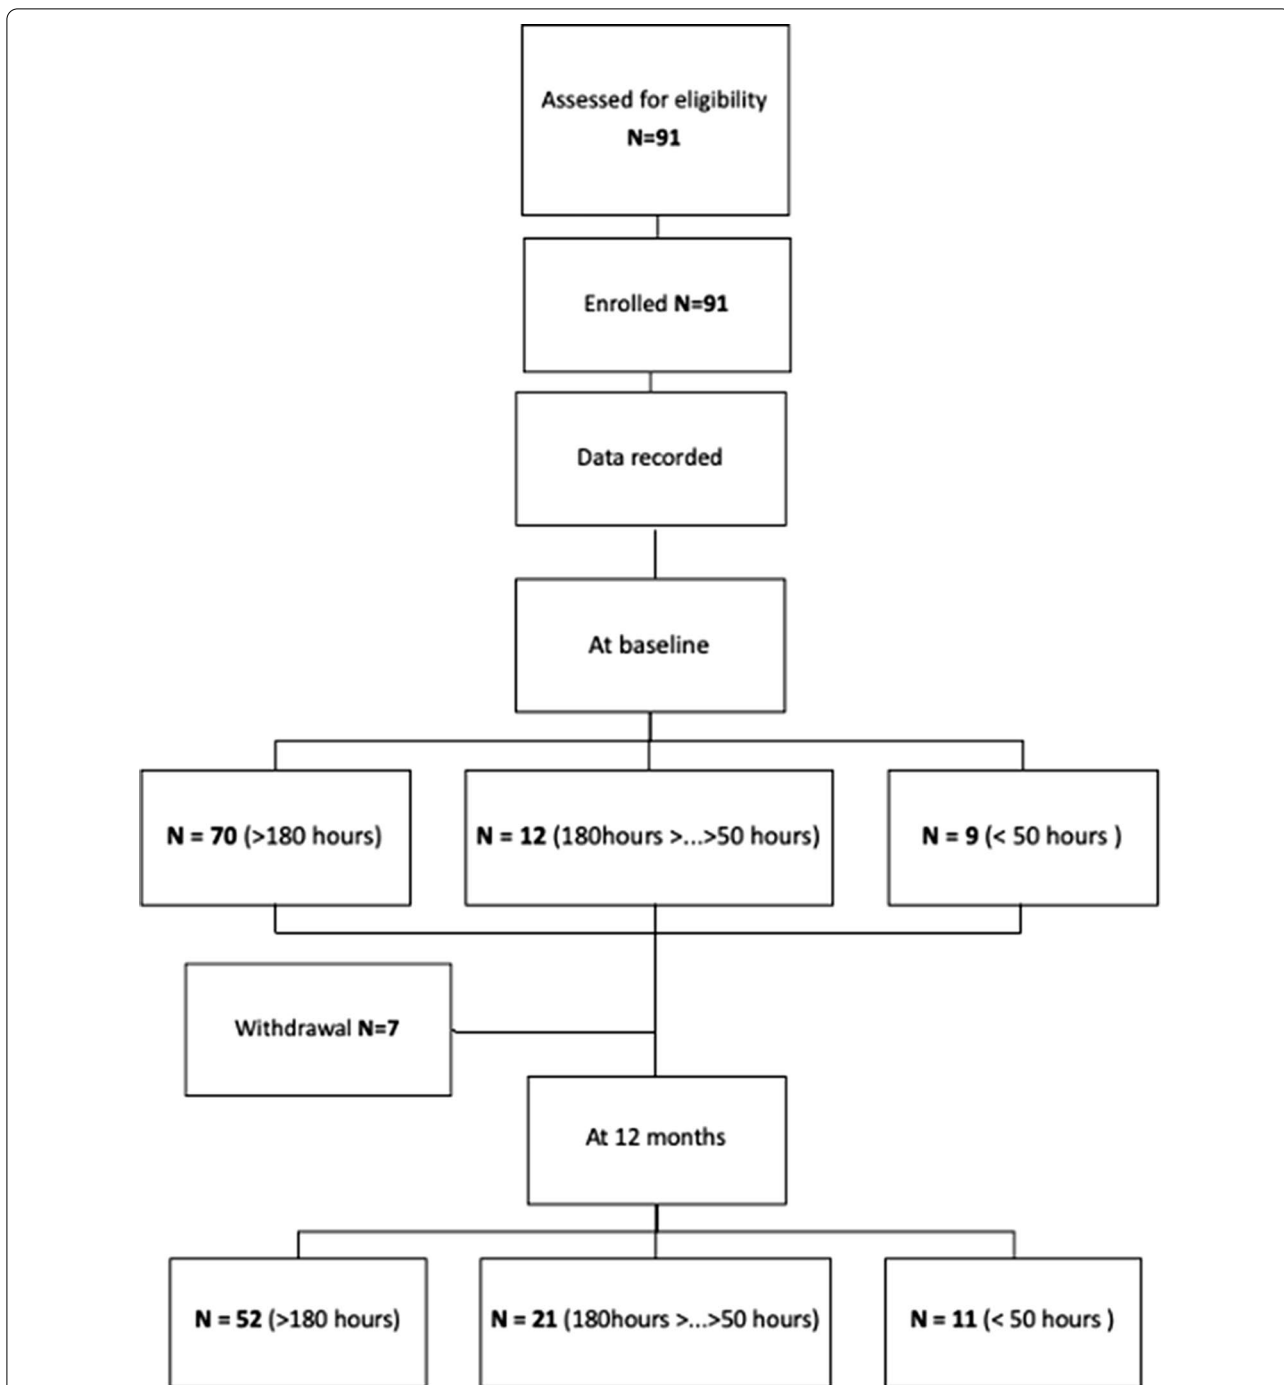 Assessed for eligibility
N=91
Enrolled N=91
Data recorded
At baseline
N = 70 (>180 hours)
N = 12 (180hours >...>50 hours)
N = 9 (< 50 hours )
Withdrawal N=7
At 12 months
N = 52 (>180 hours)
N = 21 (180hours >...>50 hours)
N = 11 (< 50 hours )